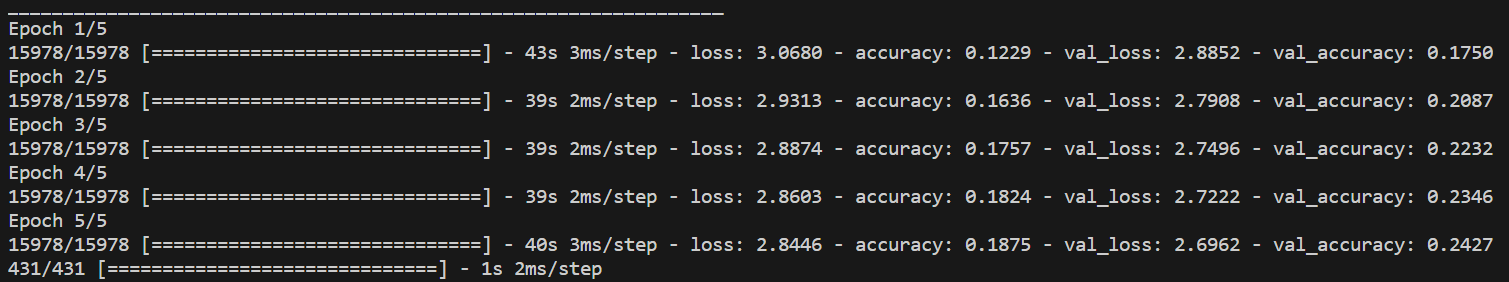 _________________________________________________________________
Epoch 1/5
15978/15978 [==============================] - 43s 3ms/step - loss: 3.0680 - accuracy: 0.1229 - val_loss: 2.8852 - val_accuracy: 0.1750
Epoch 2/5
15978/15978 [==============================] - 39s 2ms/step - loss: 2.9313 - accuracy: 0.1636 - val_loss: 2.7908 - val_accuracy: 0.2087
Epoch 3/5
15978/15978 [==============================] - 39s 2ms/step - loss: 2.8874 - accuracy: 0.1757 - val_loss: 2.7496 - val_accuracy: 0.2232
Epoch 4/5
15978/15978 [==============================] - 39s 2ms/step - loss: 2.8603 - accuracy: 0.1824 - val_loss: 2.7222 - val_accuracy: 0.2346
Epoch 5/5
15978/15978 [==============================] - 40s 3ms/step - loss: 2.8446 - accuracy: 0.1875 - val_loss: 2.6962 - val_accuracy: 0.2427
431/431 [==============================] - 1s 2ms/step